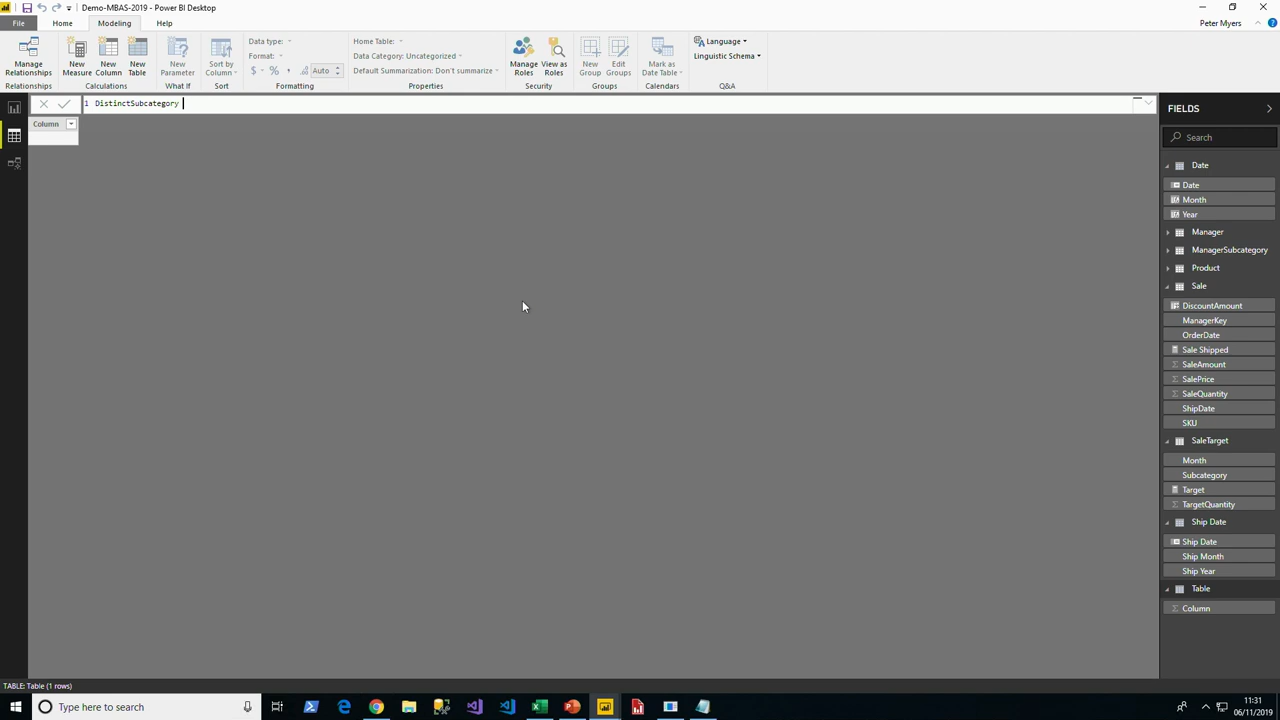 Demo-MBAS-2019 - Power BI Desktop
File Home Modeling Help Peter Myers
Manage Relationships
New Measure
New Column
New Table
New Parameter
Sort by Column
Data type:
Format:
$ % , Auto
Home Table:
Data Category: Uncategorized
Default Summarization: Don't summarize
Manage Roles
View as Roles
New Group
Edit Groups
Mark as Date Table
Language
Linguistic Schema
Relationships Calculations What If Sort Formatting Properties Security Groups Calendars Q&A
1 DistinctSubcategory
Column
FIELDS
Search
Date
Date
Month
Year
Manager
ManagerSubcategory
Product
Sale
DiscountAmount
ManagerKey
OrderDate
Sale Shipped
SaleAmount
SalePrice
SaleQuantity
ShipDate
SKU
SaleTarget
Month
Subcategory
Target
TargetQuantity
Ship Date
Ship Date
Ship Month
Ship Year
Table
Column
TABLE: Table (1 rows)
Type here to search
11:31
06/11/2019